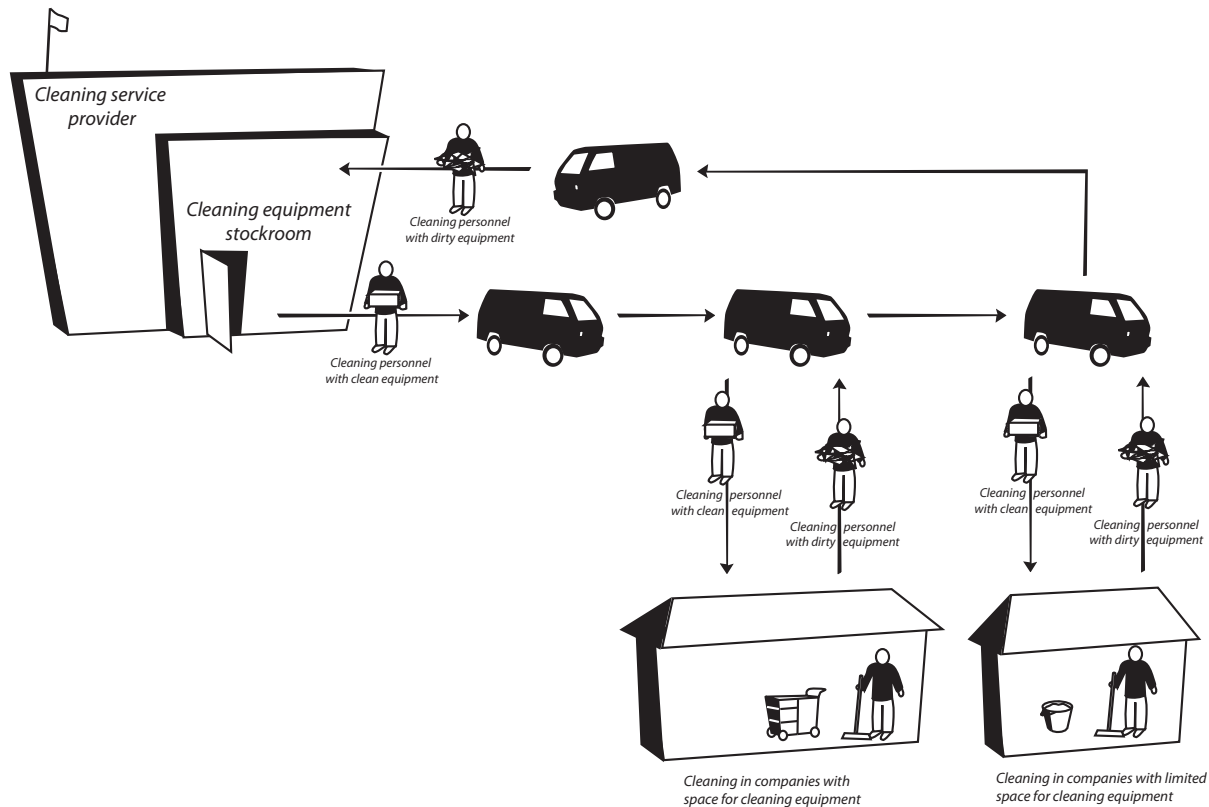 Cleaning service
provider
Cleaning equipment
stockroom
Cleaning personnel
with dirty equipment
Cleaning personnel
with clean equipment
Cleaning personnel
with clean equipment
Cleaning personnel
with dirty equipment
Cleaning personnel
with clean equipment
Cleaning personnel
with dirty equipment
Cleaning in companies with
space for cleaning equipment
Cleaning in companies with limited
space for cleaning equipment